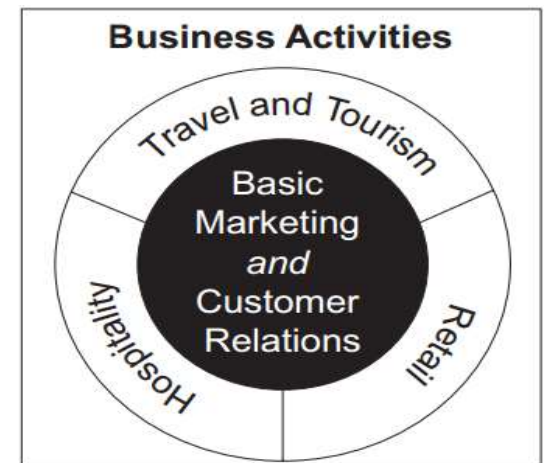 Business Activities
Travel and Tourism
Basic
Marketing
and
Customer
Relations
Hospitality
Retail